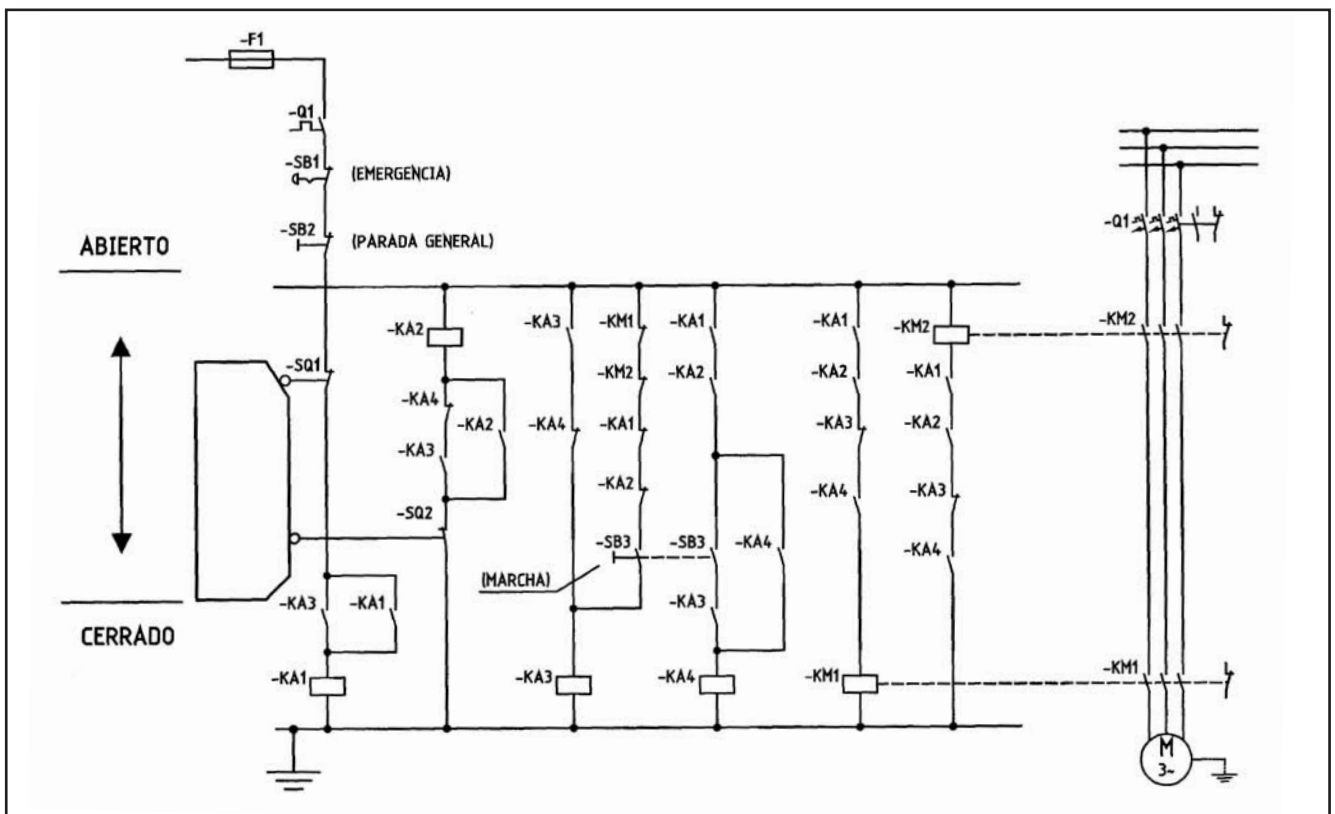 -F1
-Q1
-SB1 (EMERGENCIA)
-SB2 (PARADA GENERAL)
ABIERTO
-SQ1
CERRADO
-KA3 -KA1
-KA1
-KA2
-KA4
-KA2
-KA3
-SQ2
-KA3
-KA4
-KA3
-KM1
-KM2
-KA1
-KA2
-SB3
(MARCHA)
-KA1
-KA2
-SB3 -KA4
-KA3
-KA4
-KA1
-KA2
-KA3
-KA4
-KM1
-KM2
-KA1
-KA2
-KA3
-KA4
-Q1
-KM2
-KM1
M
3~